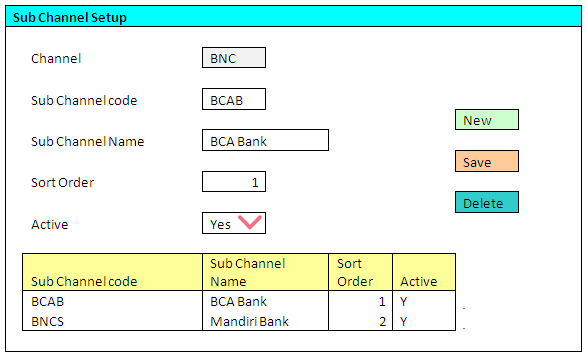 Sub Channel Setup
Channel BNC
Sub Channel code BCAB
New
Sub Channel Name BCA Bank
Save
Sort Order 1
Delete
Active Yes
Sub Channel code Sub Channel Name Sort Order Active
BCAB BCA Bank 1 Y
BNCS Mandiri Bank 2 Y